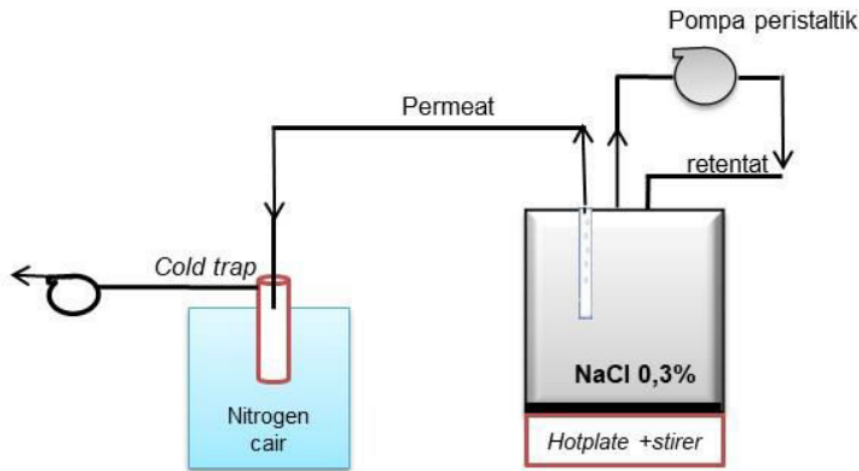 Pompa peristaltik
Permeat
retentat
Cold trap
NaCl 0,3%
Nitrogen
cair
Hotplate +stirer